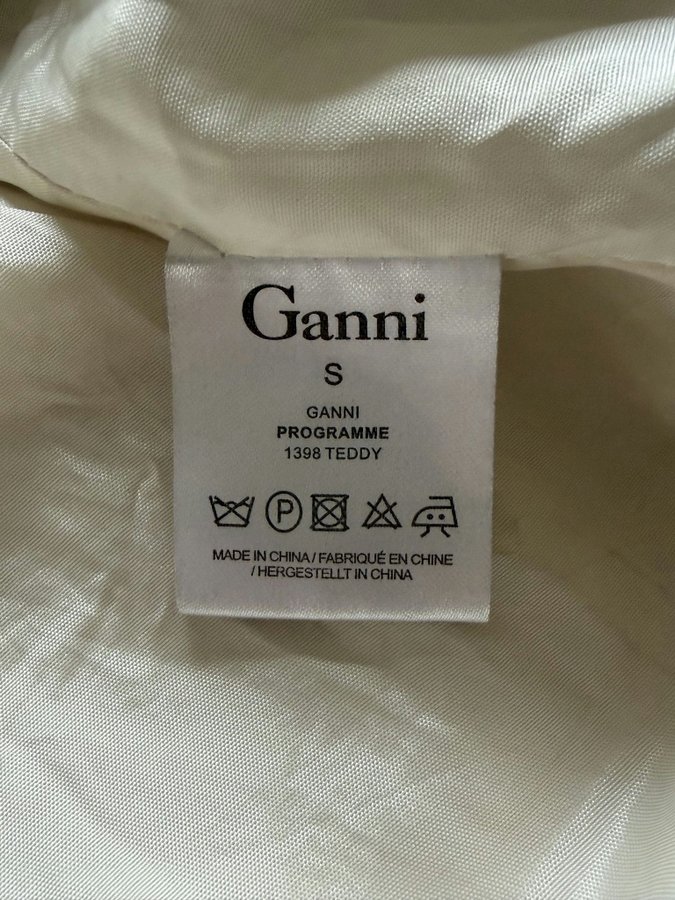 Ganni
S
GANNI
PROGRAMME
1398 TEDDY
P
MADE IN CHINA / FABRIQUÉ EN CHINE
/ HERGESTELLT IN CHINA